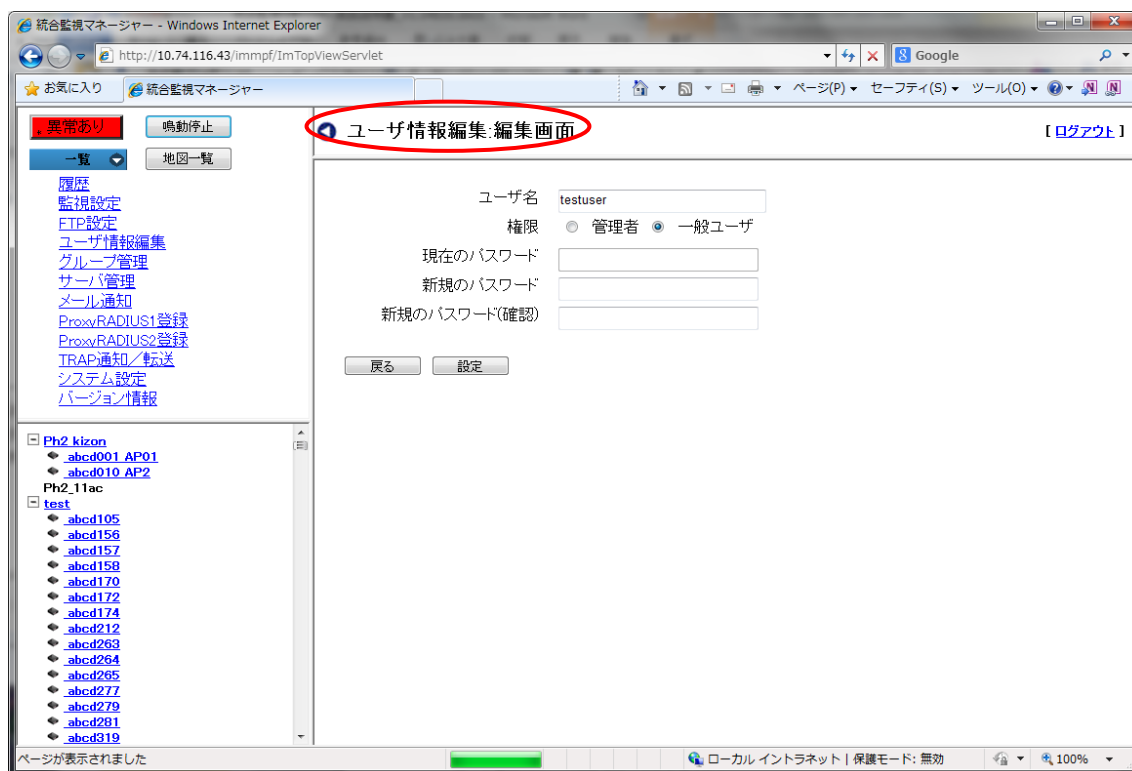 統合監視マネージャー - Windows Internet Explorer
http://10.74.116.43/immpf/ImTopViewServlet
Google
お気に入り
統合監視マネージャー
ページ(P)
セーフティ(S)
ツール(O)
異常あり
鳴動停止
一覧
地図一覧
履歴
監視設定
FTP設定
ユーザ情報編集
グループ管理
サーバ管理
メール通知
ProxyRADIUS1登録
ProxyRADIUS2登録
TRAP通知／転送
システム設定
バージョン情報
Ph2 kizon
abcd001 AP01
abcd010 AP2
Ph2_11ac
test
abcd105
abcd156
abcd157
abcd158
abcd170
abcd172
abcd174
abcd212
abcd263
abcd264
abcd265
abcd277
abcd279
abcd281
abcd319
ユーザ情報編集:編集画面
[ ログアウト ]
ユーザ名 testuser
権限 管理者 一般ユーザ
現在のパスワード
新規のパスワード
新規のパスワード(確認)
戻る 設定
ページが表示されました
ローカル イントラネット | 保護モード: 無効
100%